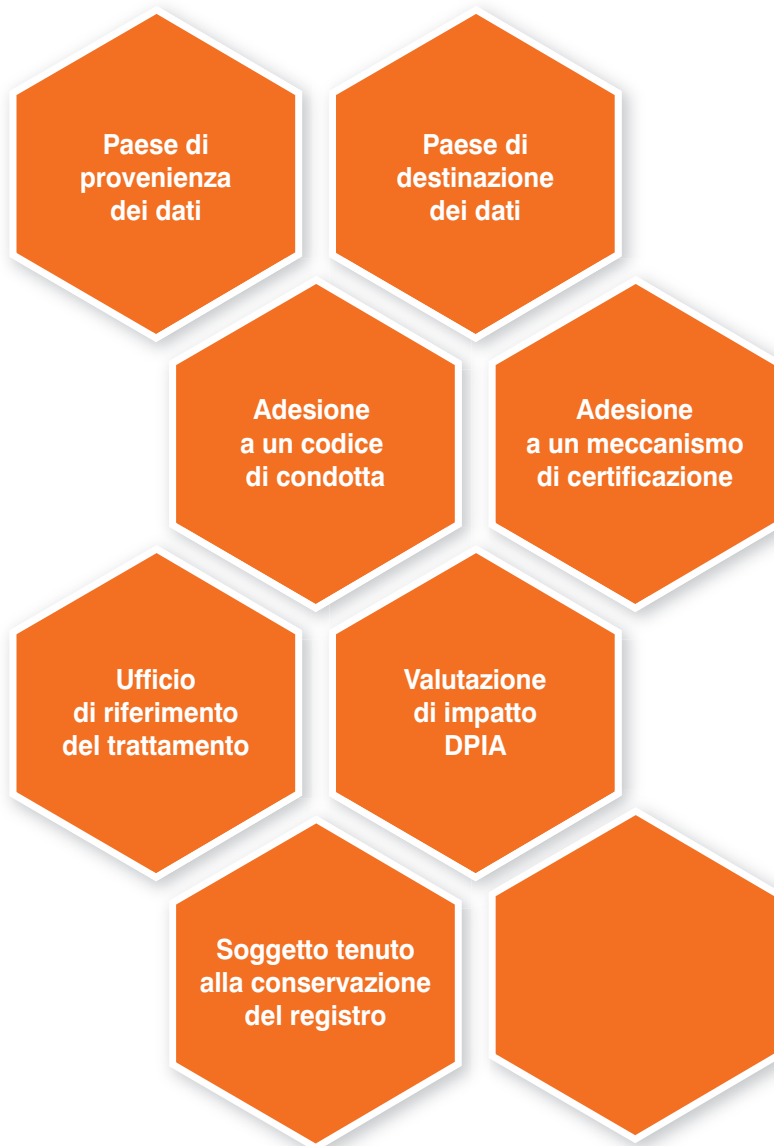 Paese di
provenienza
dei dati
Paese di
destinazione
dei dati
Adesione
a un codice
di condotta
Adesione
a un meccanismo
di certificazione
Ufficio
di riferimento
del trattamento
Valutazione
di impatto
DPIA
Soggetto tenuto
alla conservazione
del registro